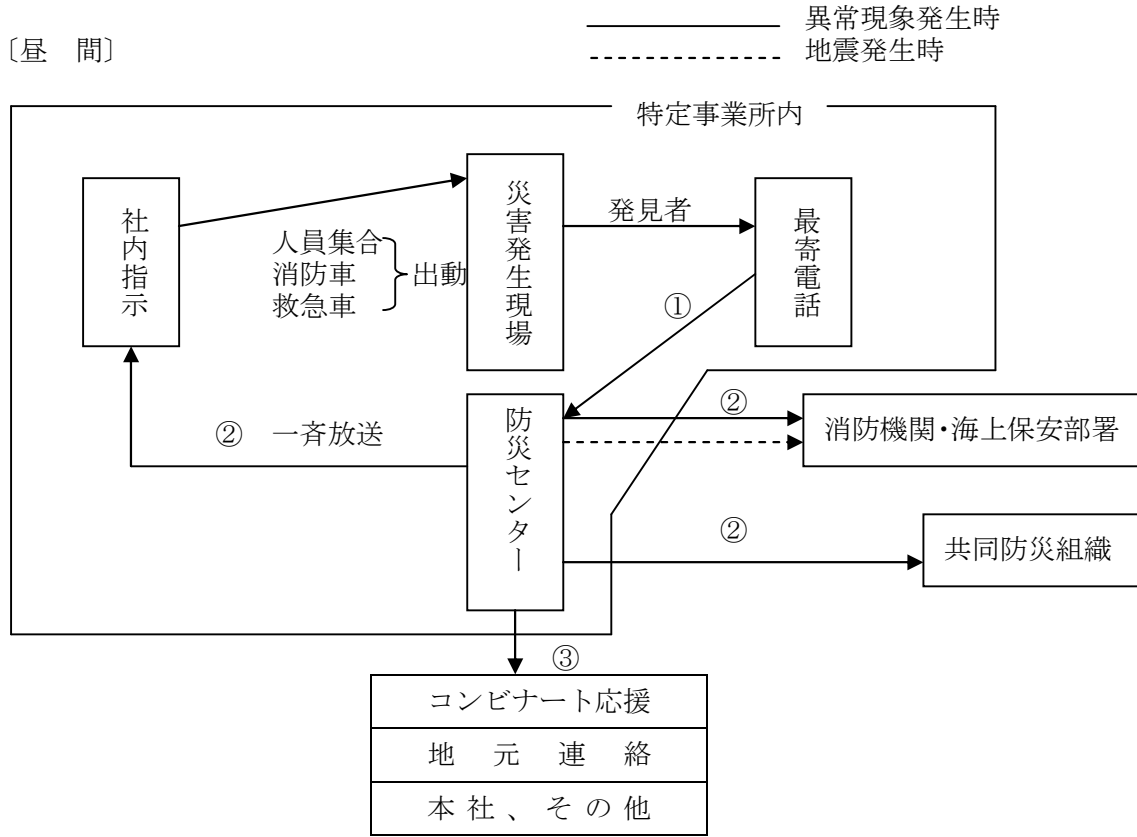 異常現象発生時
地震発生時
〔昼 間〕
特定事業所内
社内指示
人員集合
消防車
救急車
出動
災害発生現場
発見者
最寄電話
①
② 一斉放送
防災センター
②
消防機関・海上保安部署
②
共同防災組織
③
コンビナート応援
地元連絡
本社、その他